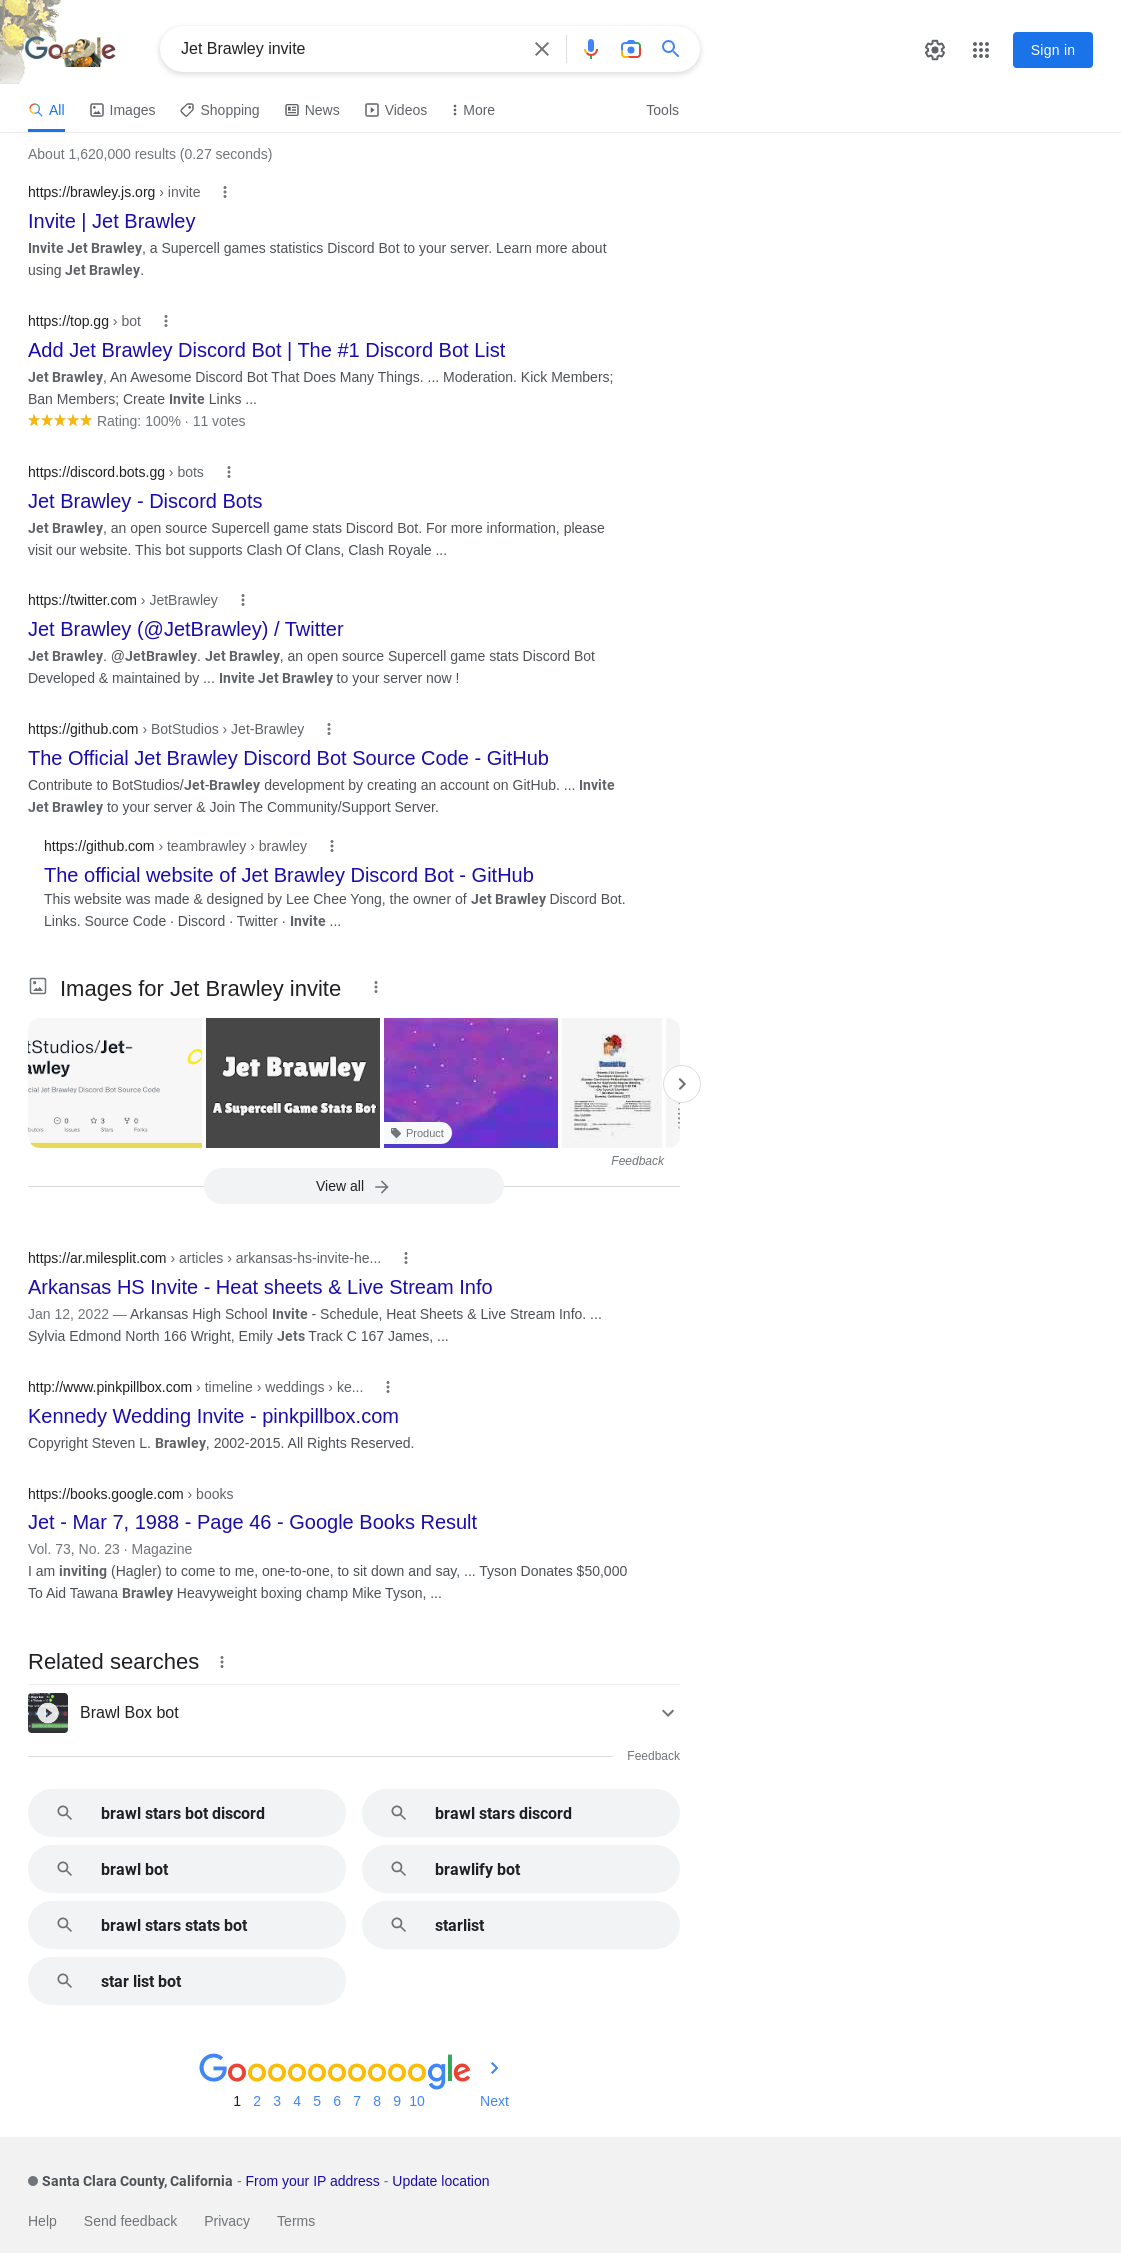 Google
Jet Brawley invite
Sign in
All
Images
Shopping
News
Videos
More
Tools
About 1,620,000 results (0.27 seconds)
https://brawley.js.org › invite
Invite | Jet Brawley
Invite Jet Brawley, a Supercell games statistics Discord Bot to your server. Learn more about
using Jet Brawley.
https://top.gg › bot
Add Jet Brawley Discord Bot | The #1 Discord Bot List
Jet Brawley, An Awesome Discord Bot That Does Many Things. ... Moderation. Kick Members;
Ban Members; Create Invite Links ...
Rating: 100% · 11 votes
https://discord.bots.gg › bots
Jet Brawley - Discord Bots
Jet Brawley, an open source Supercell game stats Discord Bot. For more information, please
visit our website. This bot supports Clash Of Clans, Clash Royale ...
https://twitter.com › JetBrawley
Jet Brawley (@JetBrawley) / Twitter
Jet Brawley. @JetBrawley. Jet Brawley, an open source Supercell game stats Discord Bot
Developed & maintained by ... Invite Jet Brawley to your server now !
https://github.com › BotStudios › Jet-Brawley
The Official Jet Brawley Discord Bot Source Code - GitHub
Contribute to BotStudios/Jet-Brawley development by creating an account on GitHub. ... Invite
Jet Brawley to your server & Join The Community/Support Server.
https://github.com › teambrawley › brawley
The official website of Jet Brawley Discord Bot - GitHub
This website was made & designed by Lee Chee Yong, the owner of Jet Brawley Discord Bot.
Links. Source Code · Discord · Twitter · Invite ...
Images for Jet Brawley invite
tStudios/Jet-
awley
cial Jet Brawley Discord Bot Source Code
0 3 0
Issues Stars Forks
Jet Brawley
A Supercell Game Stats Bot
Product
Feedback
View all
https://ar.milesplit.com › articles › arkansas-hs-invite-he...
Arkansas HS Invite - Heat sheets & Live Stream Info
Jan 12, 2022 — Arkansas High School Invite - Schedule, Heat Sheets & Live Stream Info. ...
Sylvia Edmond North 166 Wright, Emily Jets Track C 167 James, ...
http://www.pinkpillbox.com › timeline › weddings › ke...
Kennedy Wedding Invite - pinkpillbox.com
Copyright Steven L. Brawley, 2002-2015. All Rights Reserved.
https://books.google.com › books
Jet - Mar 7, 1988 - Page 46 - Google Books Result
Vol. 73, No. 23 · Magazine
I am inviting (Hagler) to come to me, one-to-one, to sit down and say, ... Tyson Donates $50,000
To Aid Tawana Brawley Heavyweight boxing champ Mike Tyson, ...
Related searches
Brawl Box bot
Feedback
brawl stars bot discord
brawl stars discord
brawl bot
brawlify bot
brawl stars stats bot
starlist
star list bot
Goooooooooogle
1 2 3 4 5 6 7 8 9 10 Next
Santa Clara County, California - From your IP address - Update location
Help Send feedback Privacy Terms